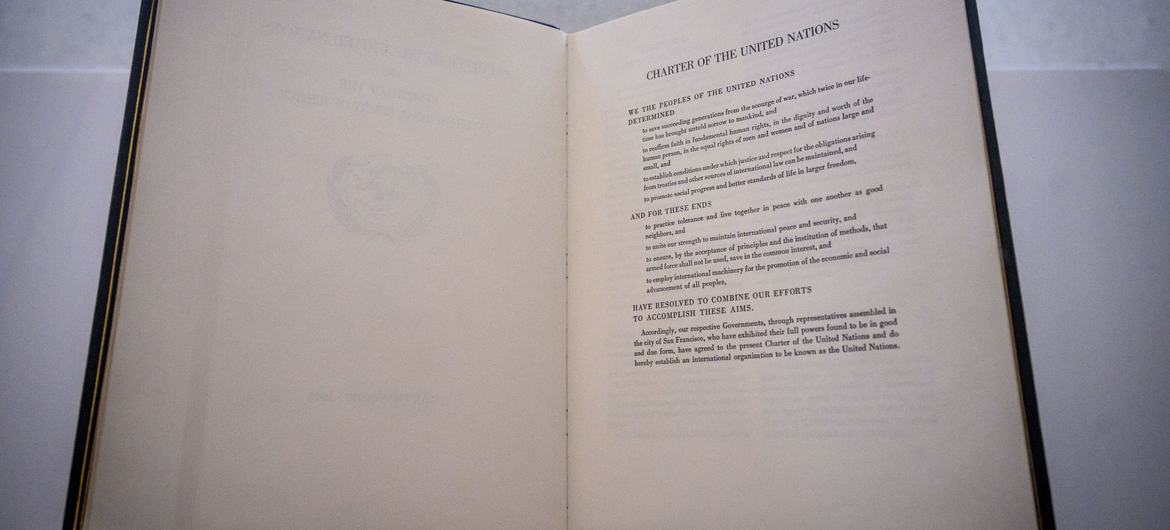 CHARTER OF THE UNITED NATIONS
WE THE PEOPLES OF THE UNITED NATIONS
DETERMINED
to save succeeding generations from the scourge of war, which twice in our life-
time has brought untold sorrow to mankind, and
to reaffirm faith in fundamental human rights, in the dignity and worth of the
human person, in the equal rights of men and women and of nations large and
small, and
to establish conditions under which justice and respect for the obligations arising
from treaties and other sources of international law can be maintained, and
to promote social progress and better standards of life in larger freedom,
AND FOR THESE ENDS
to practice tolerance and live together in peace with one another as good
neighbors, and
to unite our strength to maintain international peace and security, and
to ensure, by the acceptance of principles and the institution of methods, that
armed force shall not be used, save in the common interest, and
to employ international machinery for the promotion of the economic and social
advancement of all peoples,
HAVE RESOLVED TO COMBINE OUR EFFORTS
TO ACCOMPLISH THESE AIMS.
Accordingly, our respective Governments, through representatives assembled in
the city of San Francisco, who have exhibited their full powers found to be in good
and due form, have agreed to the present Charter of the United Nations and do
hereby establish an international organization to be known as the United Nations.